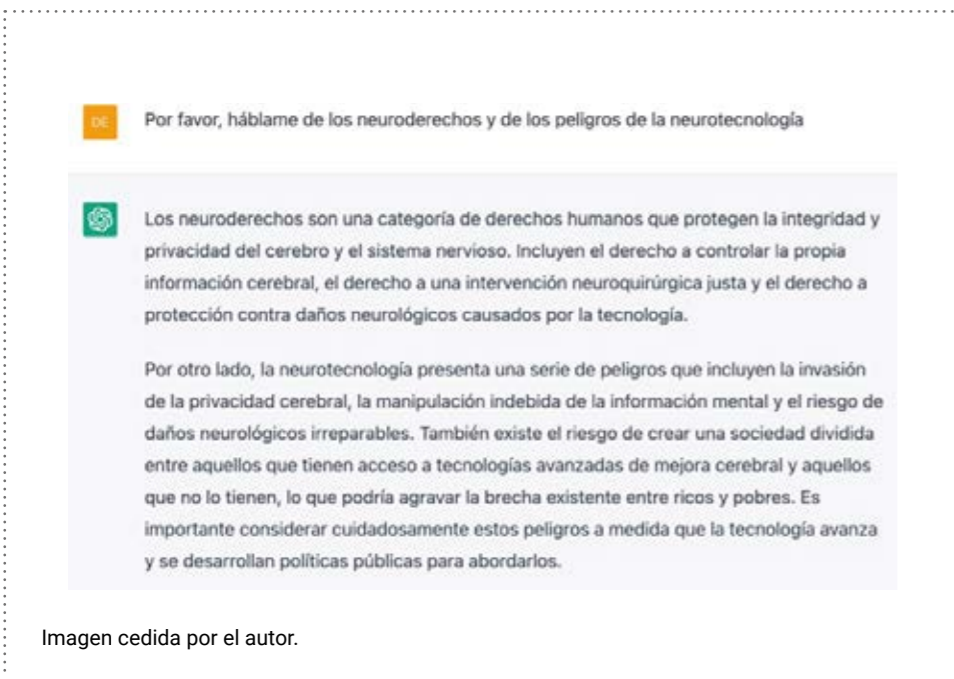 DE
Por favor, háblame de los neuroderechos y de los peligros de la neurotecnología
Los neuroderechos son una categoría de derechos humanos que protegen la integridad y
privacidad del cerebro y el sistema nervioso. Incluyen el derecho a controlar la propia
información cerebral, el derecho a una intervención neuroquirúrgica justa y el derecho a
protección contra daños neurológicos causados por la tecnología.
Por otro lado, la neurotecnología presenta una serie de peligros que incluyen la invasión
de la privacidad cerebral, la manipulación indebida de la información mental y el riesgo de
daños neurológicos irreparables. También existe el riesgo de crear una sociedad dividida
entre aquellos que tienen acceso a tecnologías avanzadas de mejora cerebral y aquellos
que no lo tienen, lo que podría agravar la brecha existente entre ricos y pobres. Es
importante considerar cuidadosamente estos peligros a medida que la tecnología avanza
y se desarrollan políticas públicas para abordarlos.
Imagen cedida por el autor.